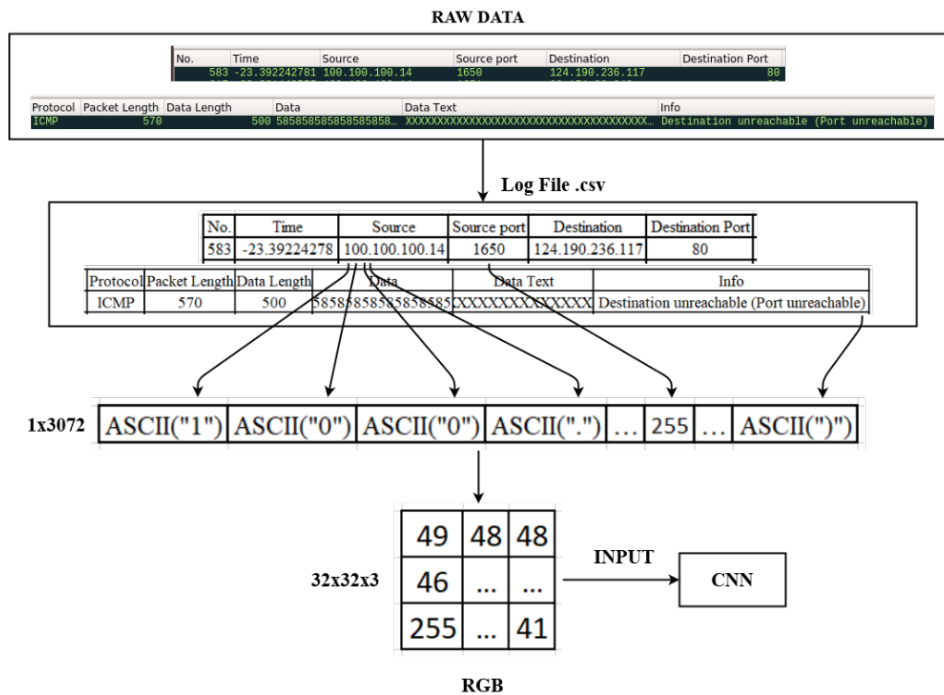 RAW DATA
No. Time Source Source port Destination Destination Port
583 -23.392242781 100.100.100.14 1650 124.190.236.117 80
Protocol Packet Length Data Length Data Data Text Info
ICMP 570 500 585858585858585858… XXXXXXXXXXXXXXXXXXXXXXXXXXXXXXXXXXXXX… Destination unreachable (Port unreachable)
Log File .csv
No. Time Source Source port Destination Destination Port
583 -23.39224278 100.100.100.14 1650 124.190.236.117 80
Protocol Packet Length Data Length Data Data Text Info
ICMP 570 500 58585858585858585 XXXXXXXXXXXXXX Destination unreachable (Port unreachable)
1x3072 ASCII("1") ASCII("0") ASCII("0") ASCII(".") ... 255 ... ASCII(")")
49 48 48
32x32x3 46 ... ... INPUT CNN
255 ... 41
RGB